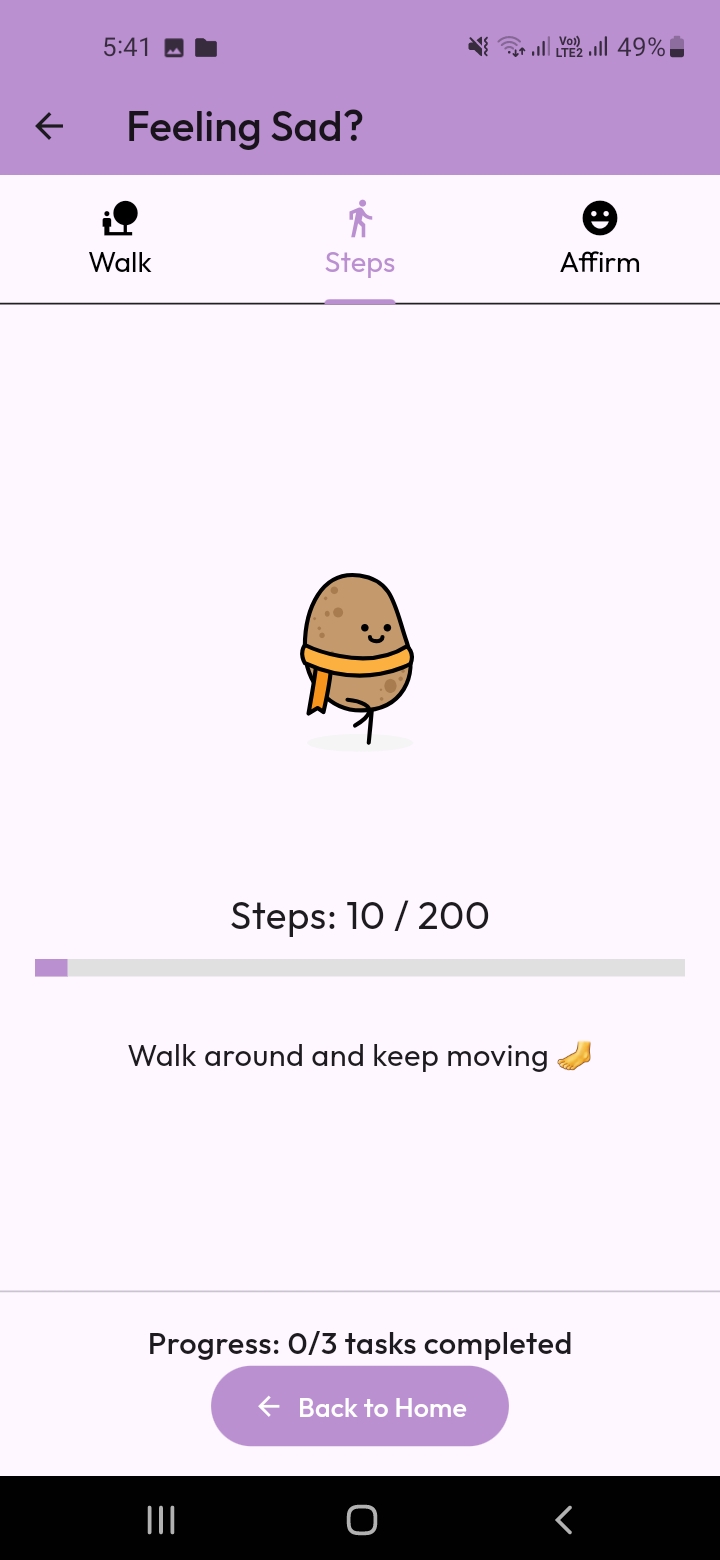 5:41 Vo)) LTE2 49%
Feeling Sad?
Walk Steps Affirm
Steps: 10 / 200
Walk around and keep moving 🦶
Progress: 0/3 tasks completed
Back to Home